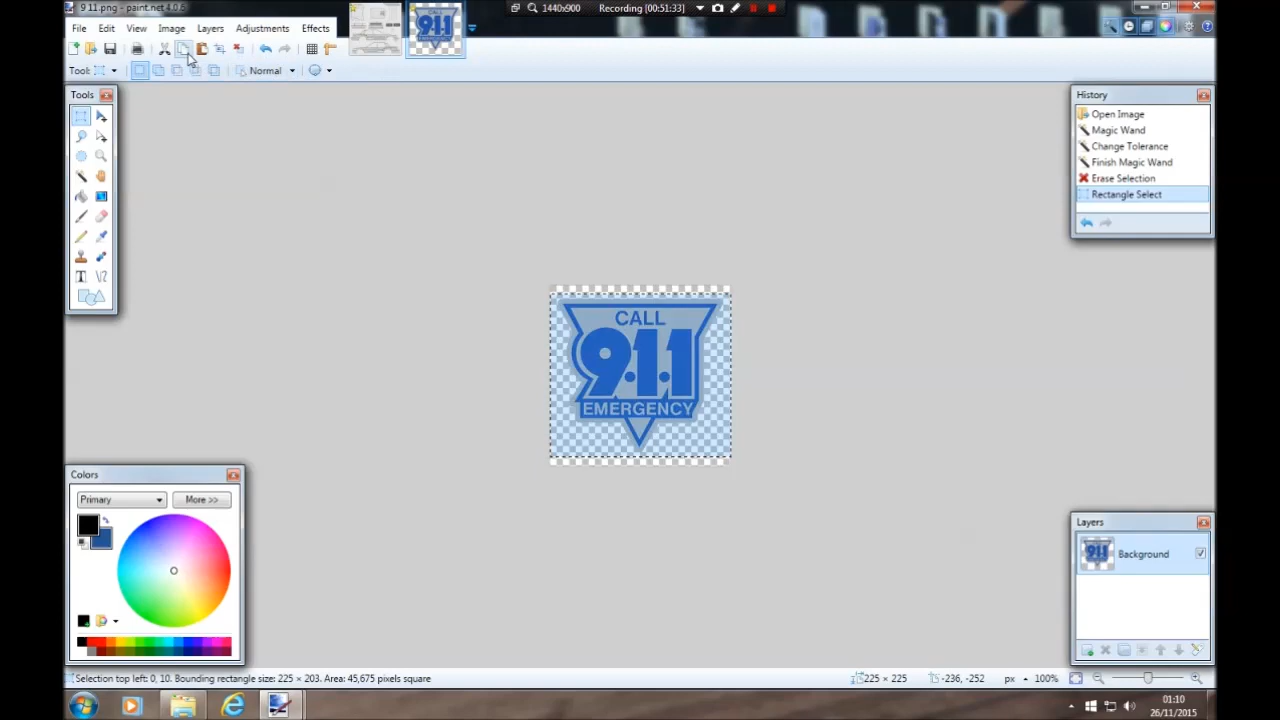 9 11.png - paint.net 4.0.6
1440x900
Recording [00:51:33]
File Edit View Image Layers Adjustments Effects
Tool:
Normal
Tools
History
Open Image
Magic Wand
Change Tolerance
Finish Magic Wand
Erase Selection
Rectangle Select
CALL
9.1.1
EMERGENCY
Colors
Primary
More >>
Layers
Background
Selection top left: 0, 10. Bounding rectangle size: 225 × 203. Area: 45,675 pixels square
225 × 225
-236, -252
px
100%
01:10
26/11/2015